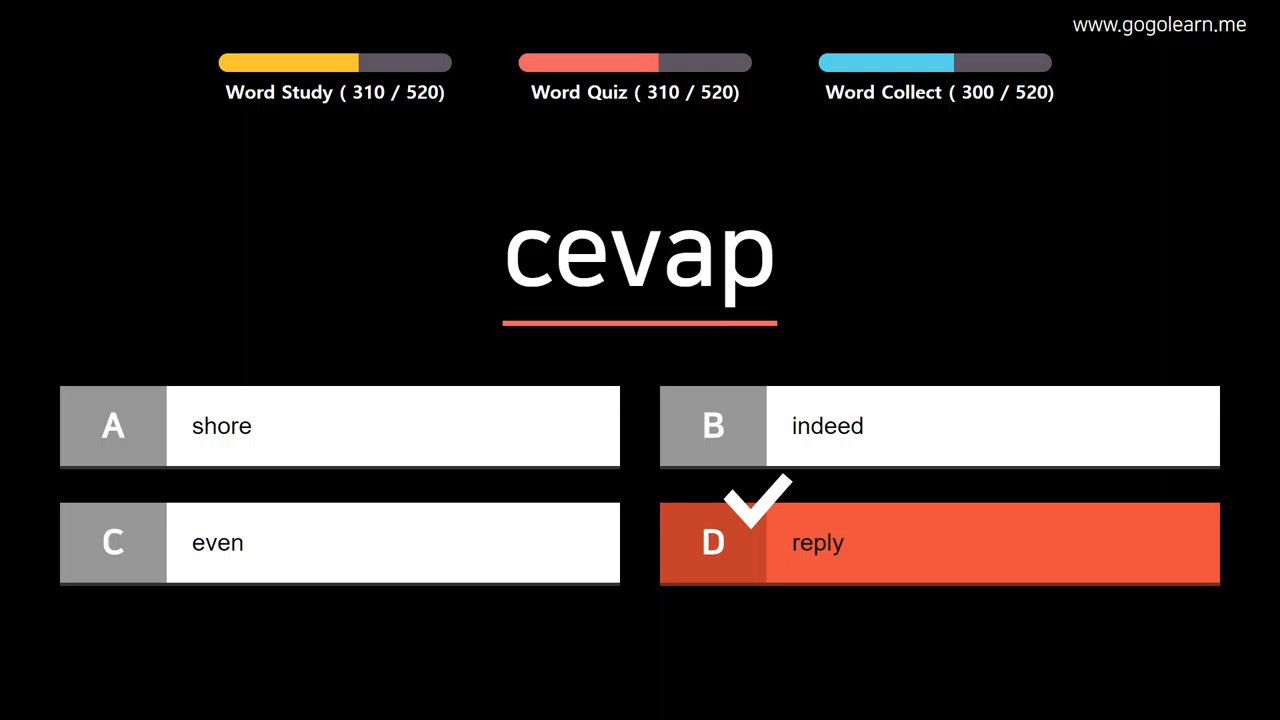 www.gogolearn.me
Word Study ( 310 / 520)
Word Quiz ( 310 / 520)
Word Collect ( 300 / 520)
cevap
A shore
B indeed
C even
D reply